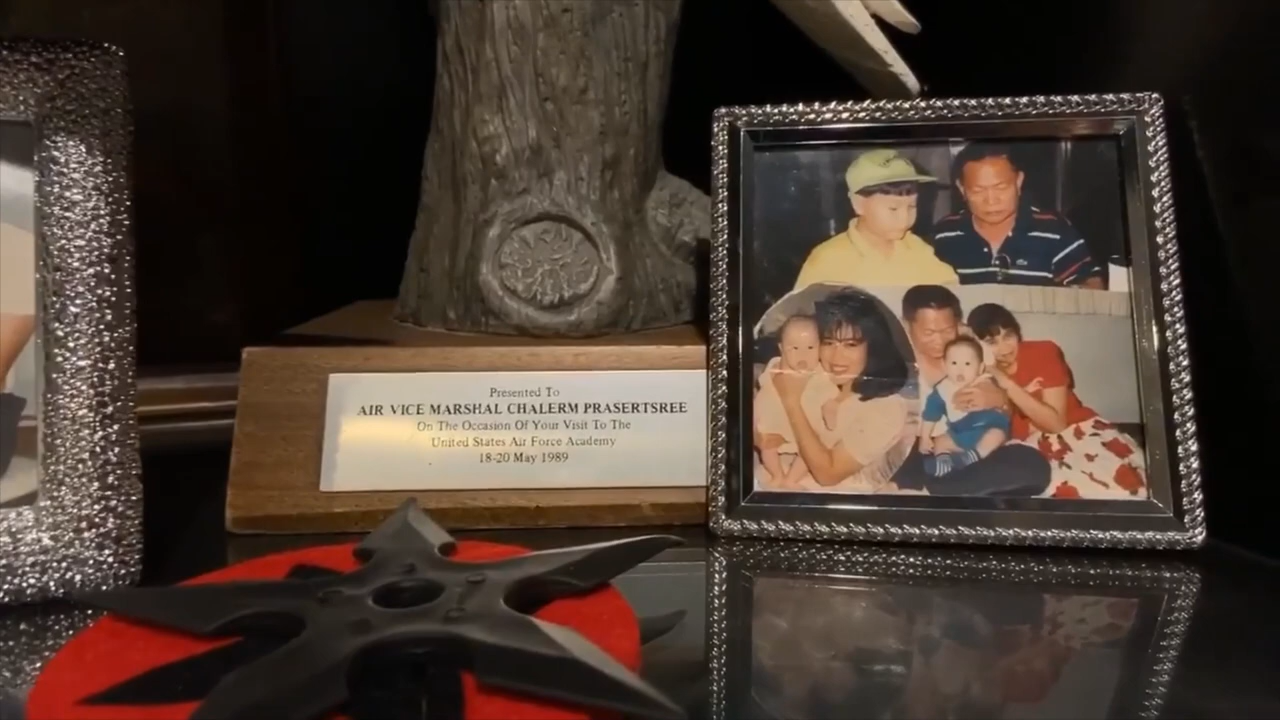 Presented To
AIR VICE MARSHAL CHALERM PRASERTSREE
On The Occasion Of Your Visit To The
United States Air Force Academy
18-20 May 1989